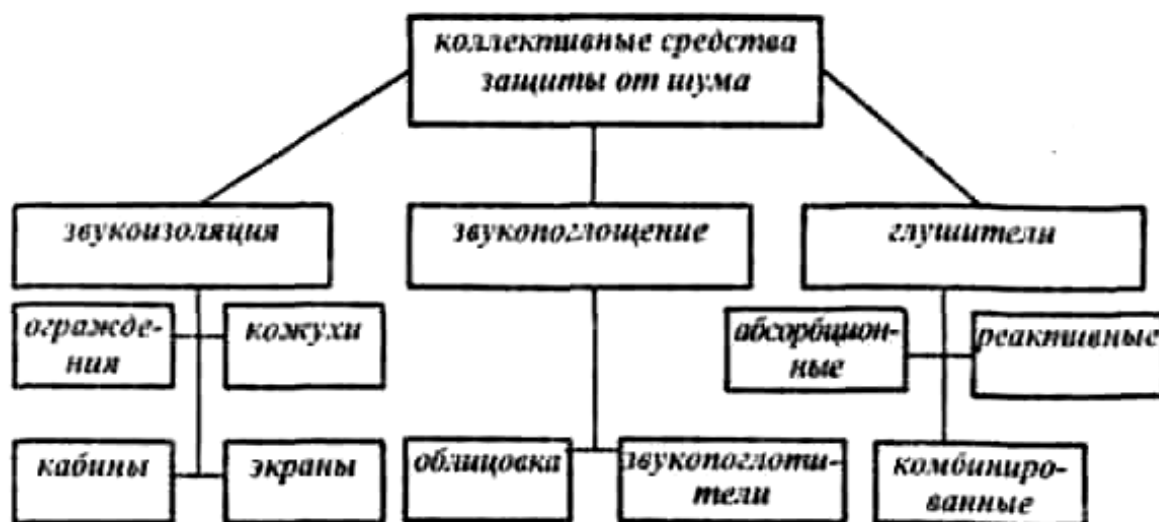 коллективные средства
защиты от шума
звукоизоляция
звукопоглощение
глушители
огражде-
ния
кожухи
абсорбцион-
ные
реактивные
кабины
экраны
облицовка
звукопоглоти-
тели
комбиниро-
ванные